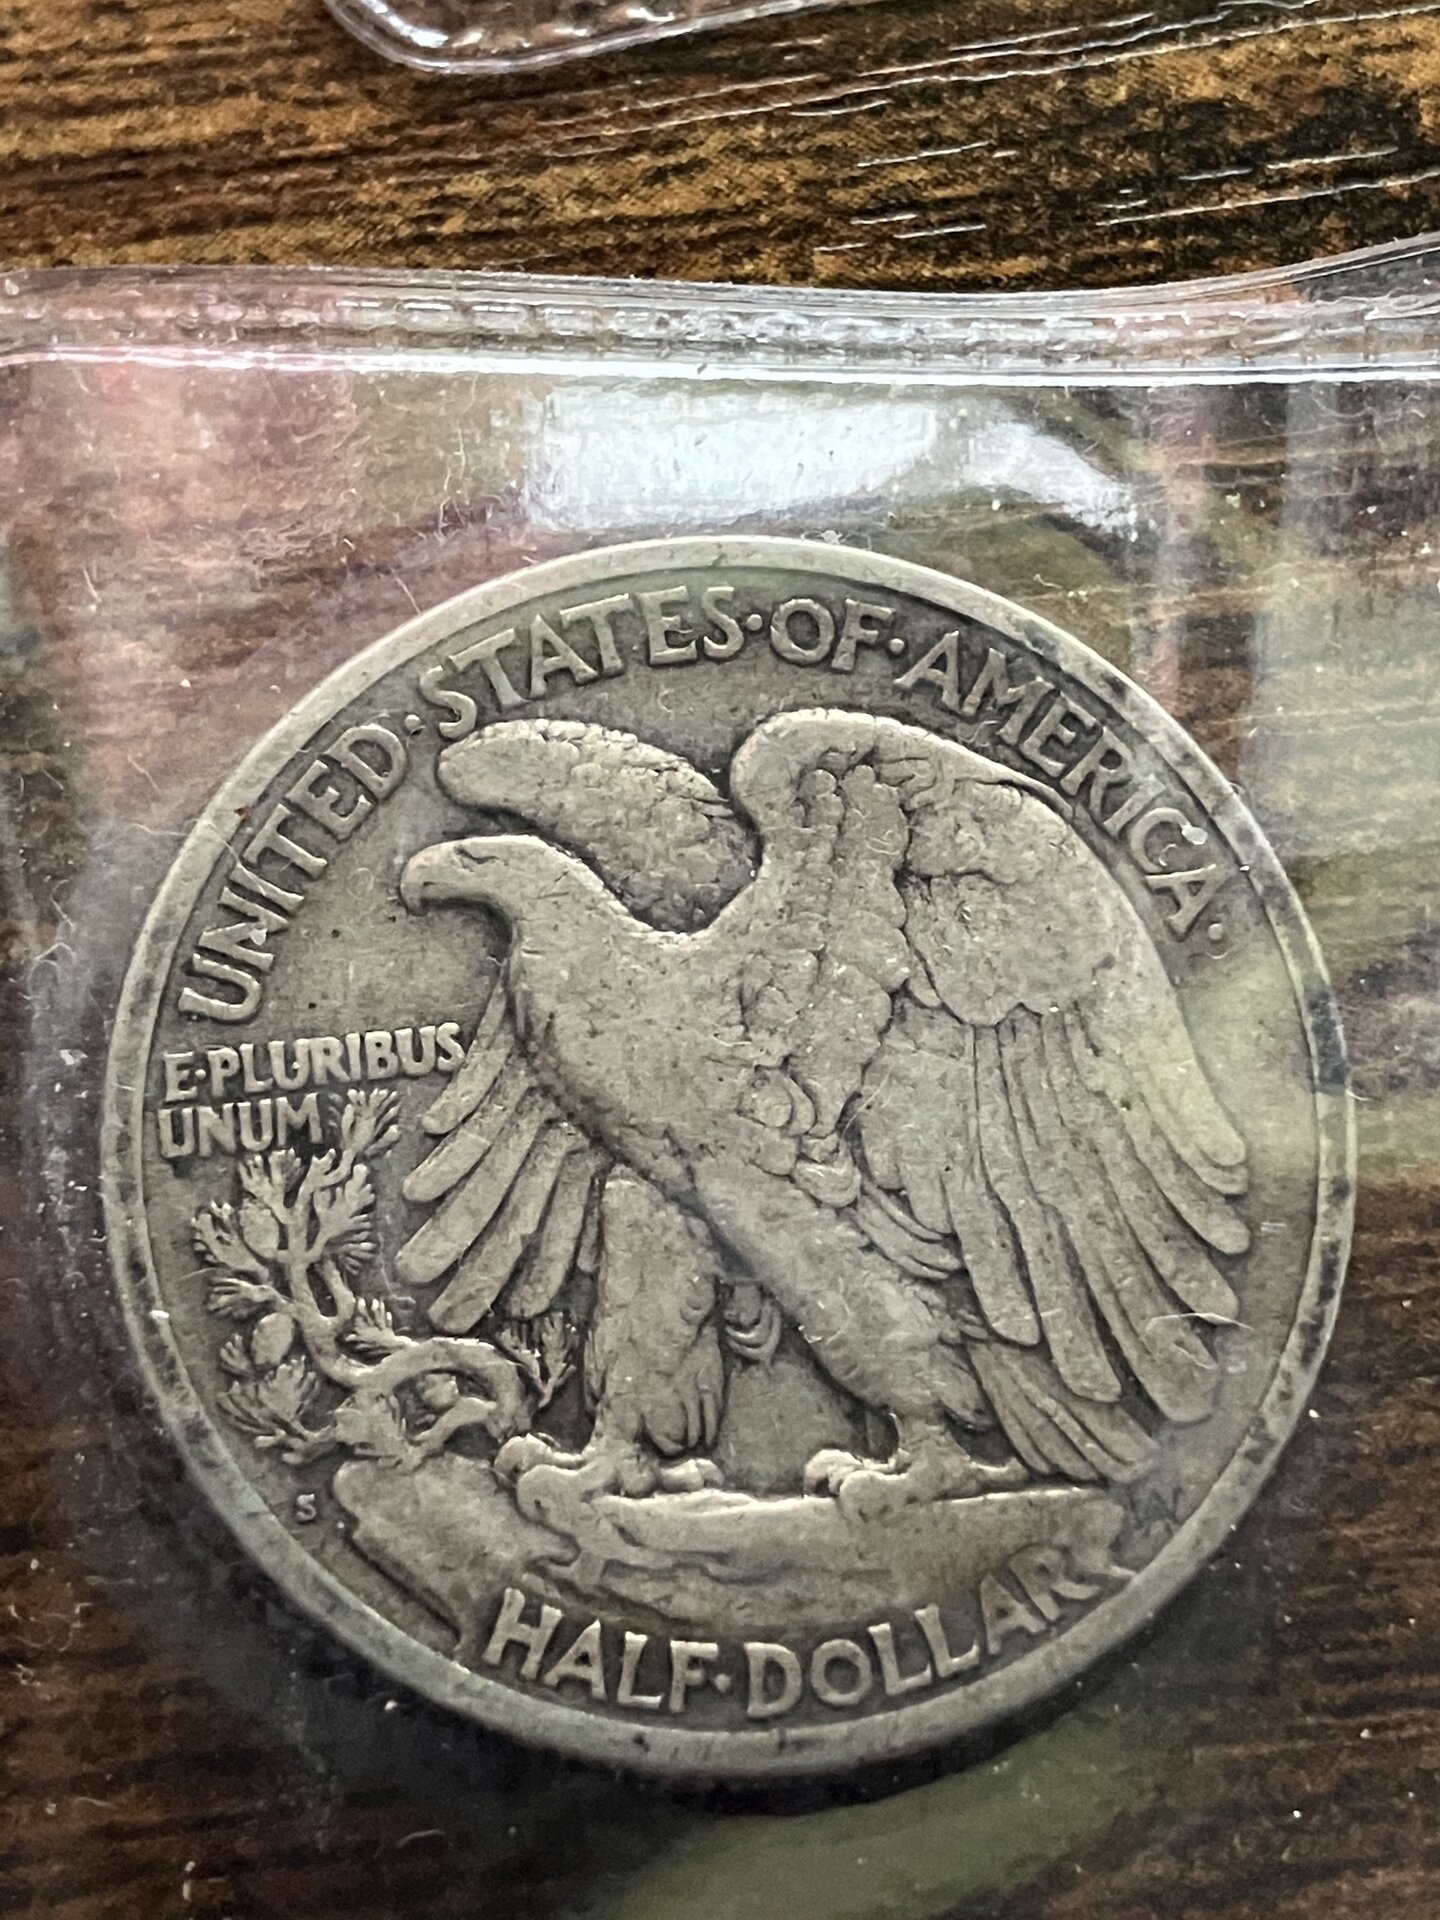 UNITED·STATES·OF·AMERICA·
E·PLURIBUS
UNUM
S
HALF·DOLLAR